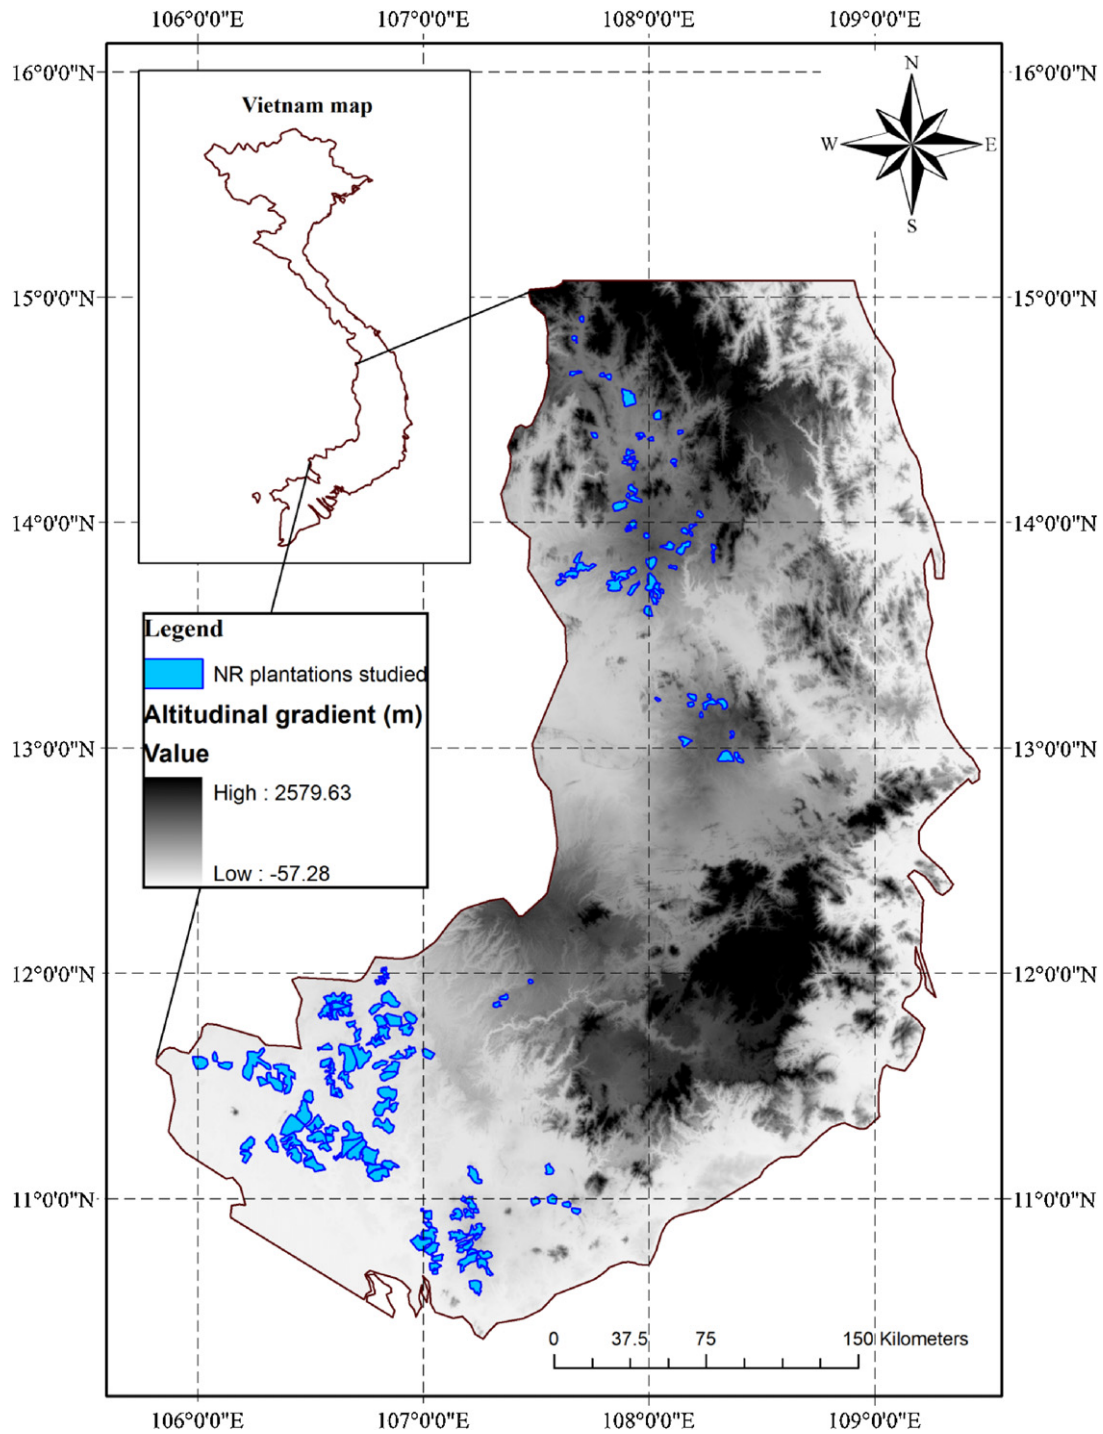 106°0'0"E 107°0'0"E 108°0'0"E 109°0'0"E
16°0'0"N 16°0'0"N
Vietnam map
N
W E
S
15°0'0"N 15°0'0"N
14°0'0"N 14°0'0"N
Legend
NR plantations studied
Altitudinal gradient (m)
Value
13°0'0"N 13°0'0"N
High : 2579.63
Low : -57.28
12°0'0"N 12°0'0"N
11°0'0"N 11°0'0"N
0 37.5 75 150 Kilometers
106°0'0"E 107°0'0"E 108°0'0"E 109°0'0"E